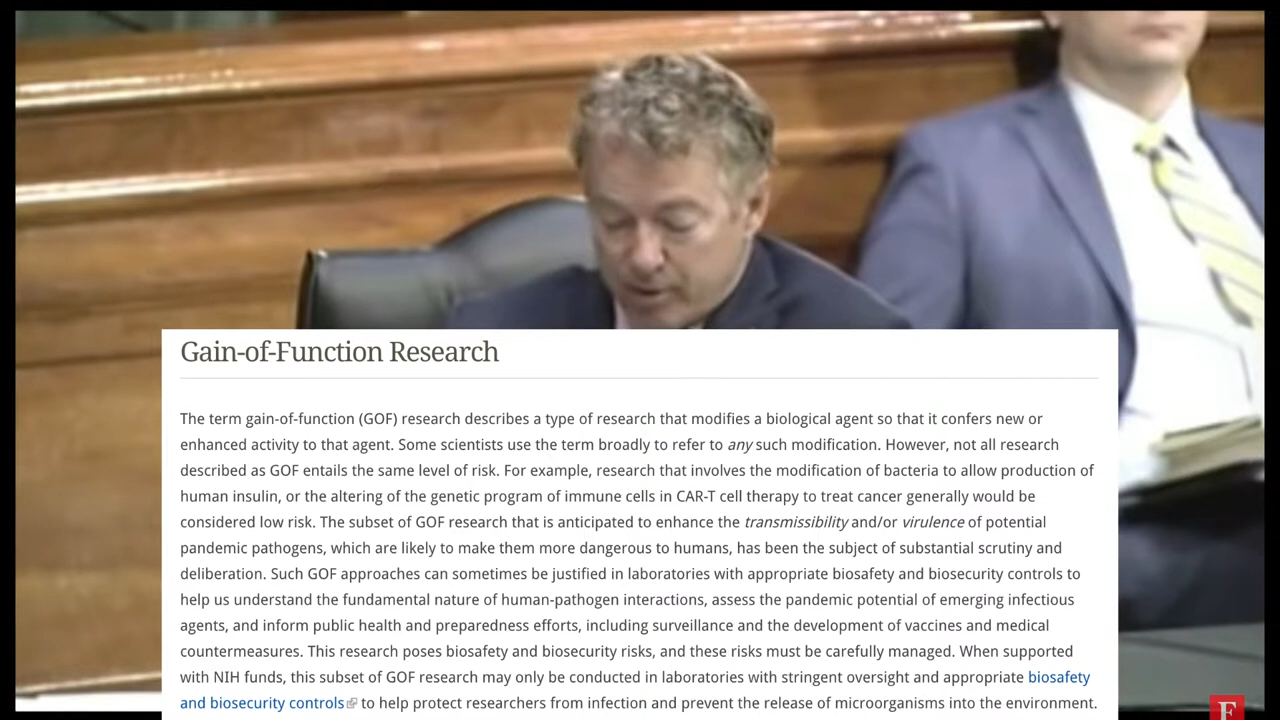 Gain-of-Function Research
The term gain-of-function (GOF) research describes a type of research that modifies a biological agent so that it confers new or
enhanced activity to that agent. Some scientists use the term broadly to refer to any such modification. However, not all research
described as GOF entails the same level of risk. For example, research that involves the modification of bacteria to allow production of
human insulin, or the altering of the genetic program of immune cells in CAR-T cell therapy to treat cancer generally would be
considered low risk. The subset of GOF research that is anticipated to enhance the transmissibility and/or virulence of potential
pandemic pathogens, which are likely to make them more dangerous to humans, has been the subject of substantial scrutiny and
deliberation. Such GOF approaches can sometimes be justified in laboratories with appropriate biosafety and biosecurity controls to
help us understand the fundamental nature of human-pathogen interactions, assess the pandemic potential of emerging infectious
agents, and inform public health and preparedness efforts, including surveillance and the development of vaccines and medical
countermeasures. This research poses biosafety and biosecurity risks, and these risks must be carefully managed. When supported
with NIH funds, this subset of GOF research may only be conducted in laboratories with stringent oversight and appropriate biosafety
and biosecurity controls to help protect researchers from infection and prevent the release of microorganisms into the environment.
F